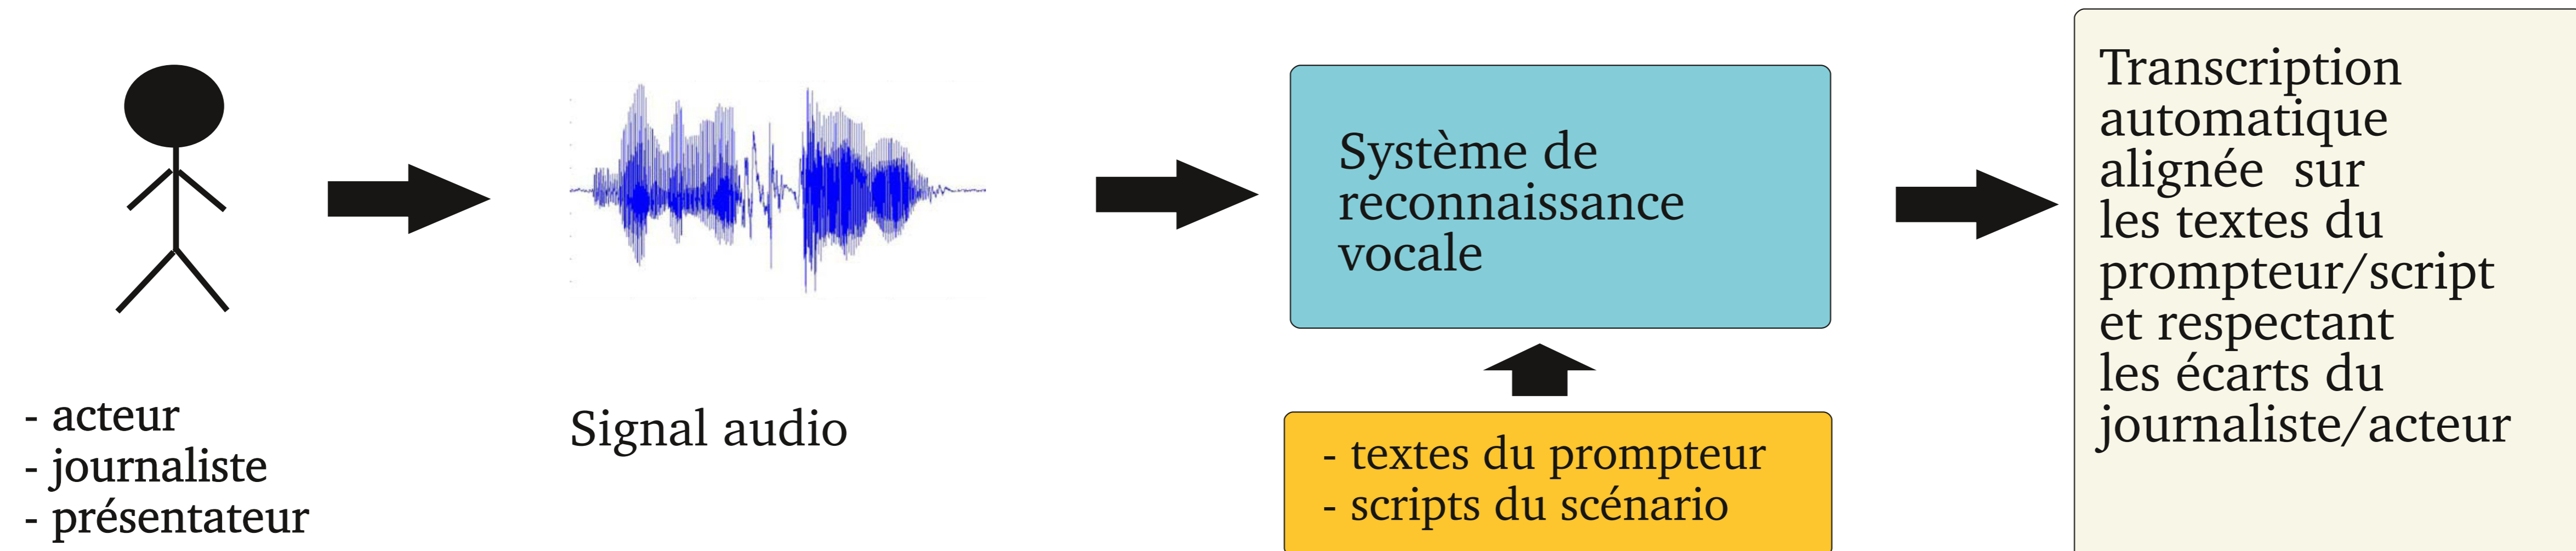 - acteur
- journaliste
- présentateur
Signal audio
Système de
reconnaissance
vocale
- textes du prompteur
- scripts du scénario
Transcription
automatique
alignée sur
les textes du
prompteur/script
et respectant
les écarts du
journaliste/acteur